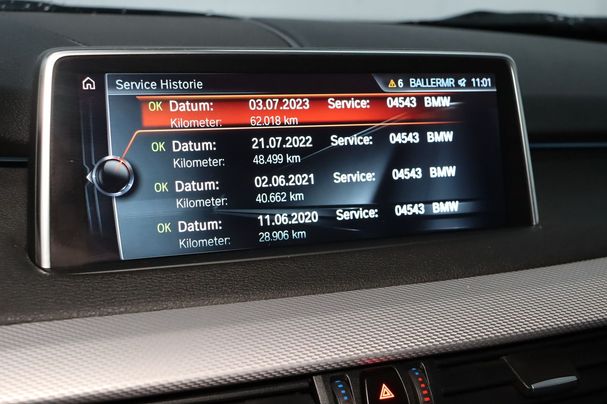 Service Historie 6 BALLERMR 11:01
OK Datum: 03.07.2023 Service: 04543 BMW
Kilometer: 62.018 km
OK Datum: 21.07.2022 Service: 04543 BMW
Kilometer: 48.499 km
OK Datum: 02.06.2021 Service: 04543 BMW
Kilometer: 40.662 km
OK Datum: 11.06.2020 Service: 04543 BMW
Kilometer: 28.906 km